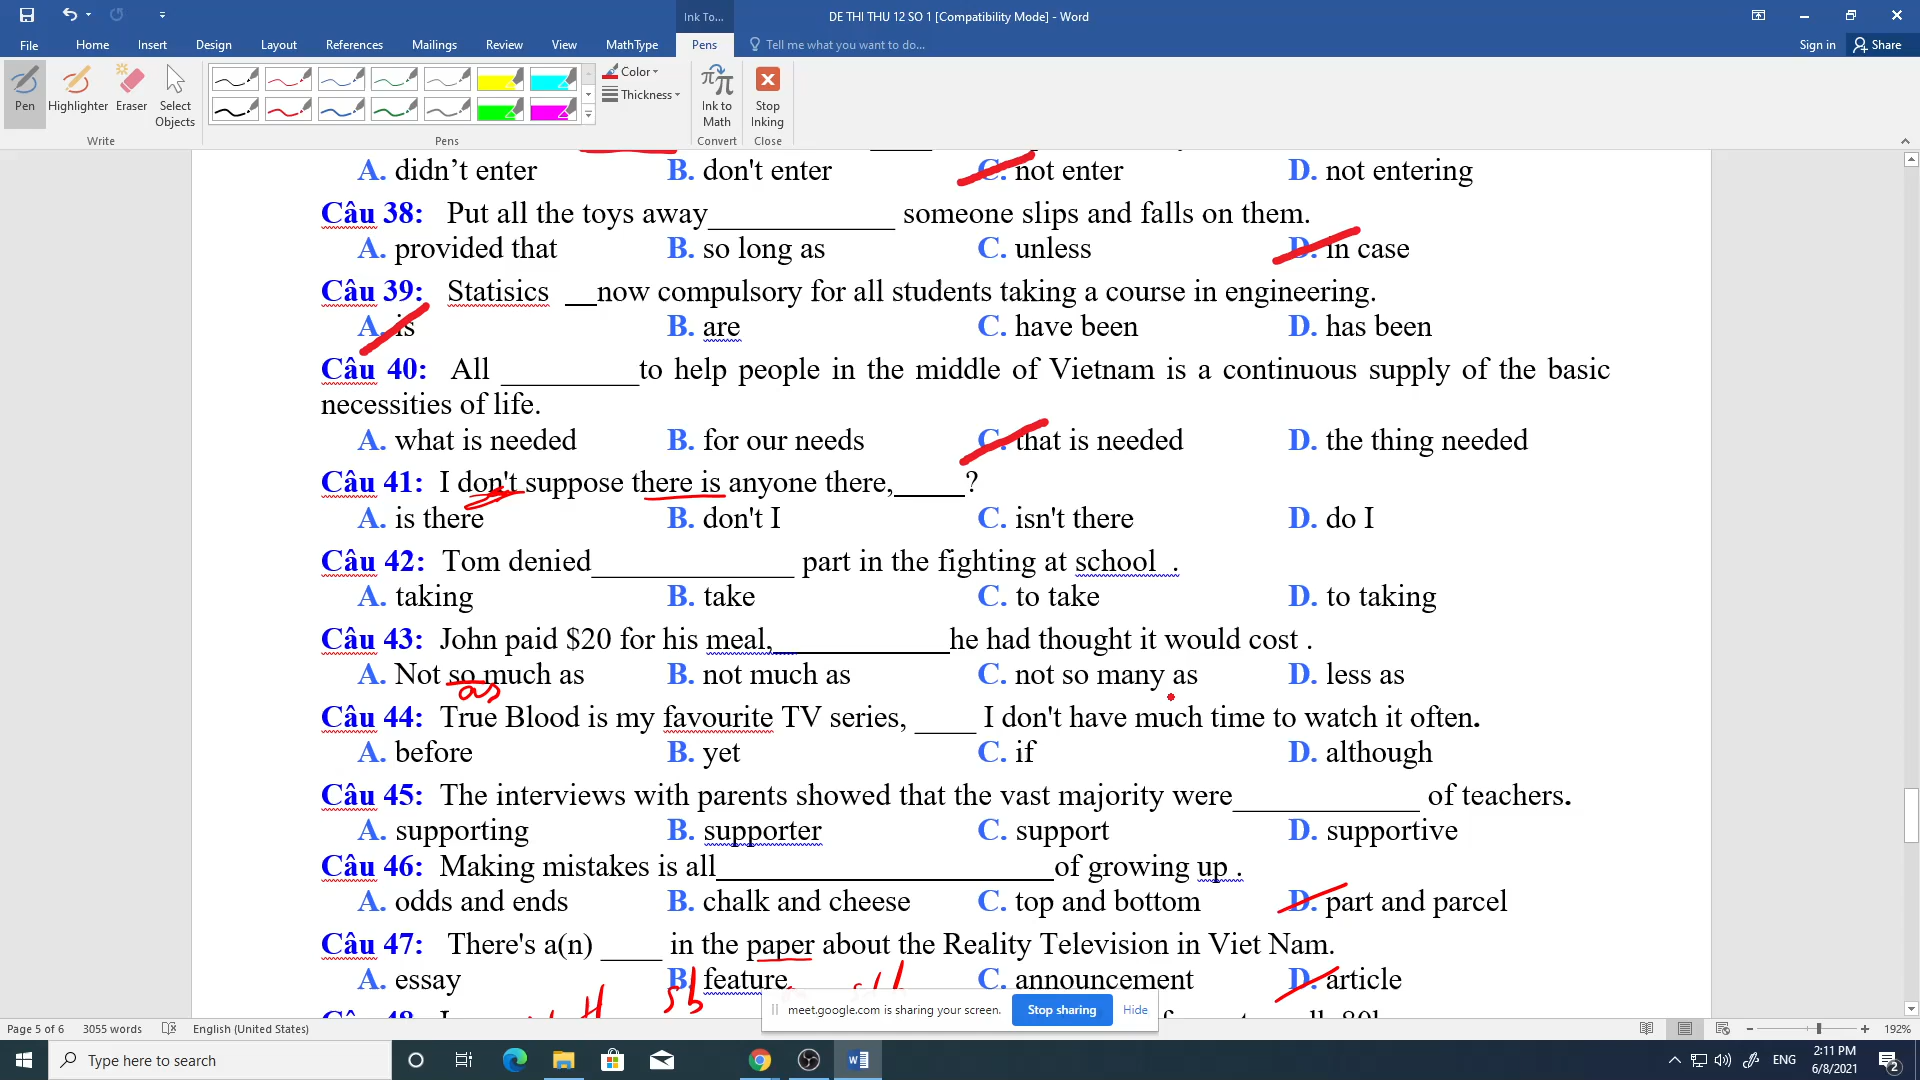 Ink To...
DE THI THU 12 SO 1 [Compatibility Mode] - Word
File Home Insert Design Layout References Mailings Review View MathType Pens Tell me what you want to do... Sign in Share
Pen Highlighter Eraser Select Objects
Color
Thickness
Ink to Math
Stop Inking
Write Pens Convert Close
A. didn’t enter B. don't enter C. not enter D. not entering
Câu 38: Put all the toys away____________ someone slips and falls on them.
A. provided that B. so long as C. unless D. in case
Câu 39: Statisics __now compulsory for all students taking a course in engineering.
A. is B. are C. have been D. has been
Câu 40: All _________to help people in the middle of Vietnam is a continuous supply of the basic
necessities of life.
A. what is needed B. for our needs C. that is needed D. the thing needed
Câu 41: I don't suppose there is anyone there,_____?
A. is there B. don't I C. isn't there D. do I
Câu 42: Tom denied_____________ part in the fighting at school .
A. taking B. take C. to take D. to taking
Câu 43: John paid $20 for his meal,____________he had thought it would cost .
A. Not so much as B. not much as C. not so many as D. less as
as
Câu 44: True Blood is my favourite TV series, ____ I don't have much time to watch it often.
A. before B. yet C. if D. although
Câu 45: The interviews with parents showed that the vast majority were____________ of teachers.
A. supporting B. supporter C. support D. supportive
Câu 46: Making mistakes is all______________________of growing up .
A. odds and ends B. chalk and cheese C. top and bottom D. part and parcel
Câu 47: There's a(n) ____ in the paper about the Reality Television in Viet Nam.
A. essay B. feature C. announcement D. article
sb
meet.google.com is sharing your screen. Stop sharing Hide
Page 5 of 6 3055 words English (United States) 192%
Type here to search
ENG
2:11 PM
6/8/2021
2